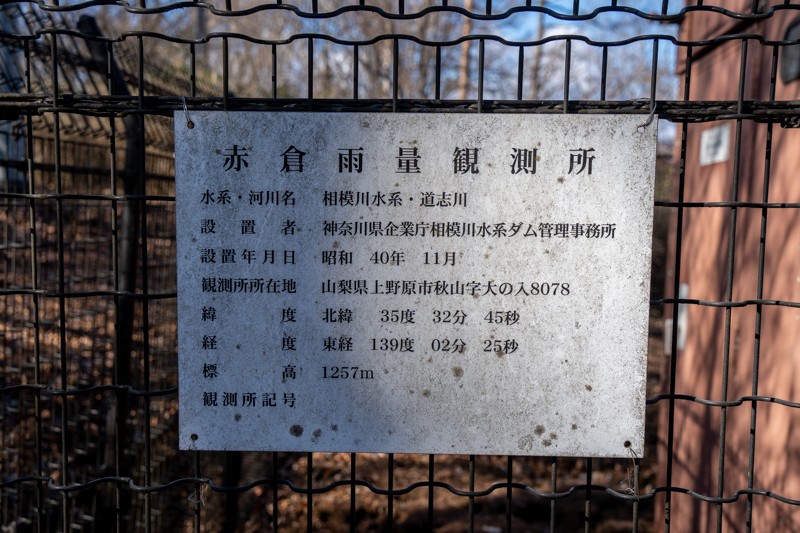 赤倉雨量観測所
水系・河川名 相模川水系・道志川
設置者 神奈川県企業庁相模川水系ダム管理事務所
設置年月日 昭和 40年 11月
観測所所在地 山梨県上野原市秋山字大の入8078
緯度 北緯 35度 32分 45秒
経度 東経 139度 02分 25秒
標高 1257m
観測所記号